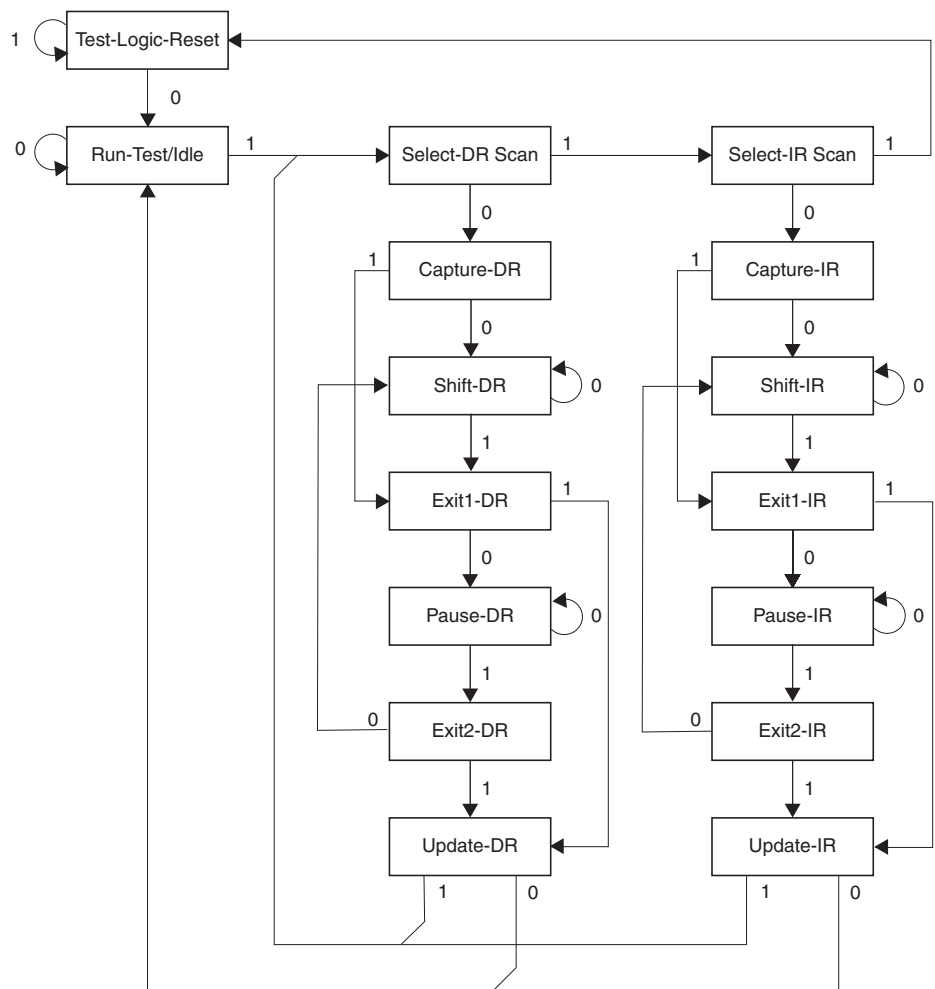 1
Test-Logic-Reset
0
0
Run-Test/Idle
1
Select-DR Scan
1
Select-IR Scan
1
0
0
1
Capture-DR
1
Capture-IR
0
0
Shift-DR
0
Shift-IR
0
1
1
Exit1-DR
1
Exit1-IR
1
0
0
Pause-DR
0
Pause-IR
0
1
1
0
Exit2-DR
0
Exit2-IR
1
1
Update-DR
Update-IR
1
0
1
0